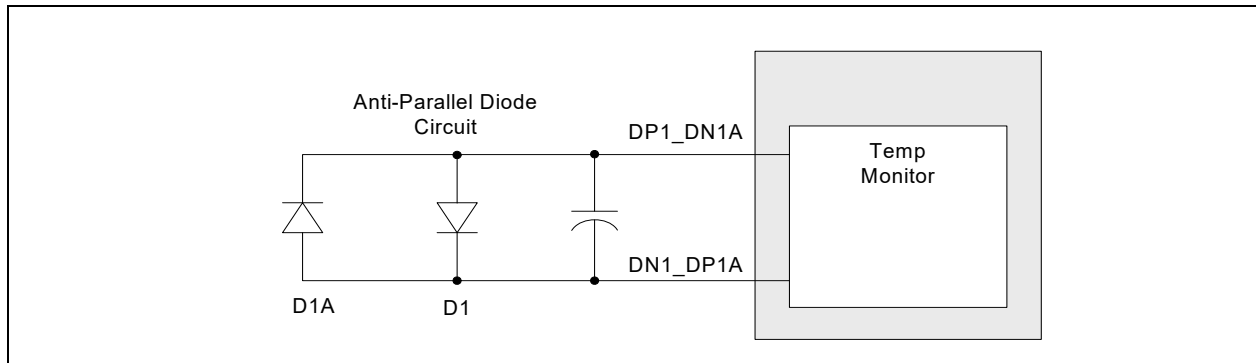 Anti-Parallel Diode
Circuit
DP1_DN1A
Temp
Monitor
DN1_DP1A
D1A
D1